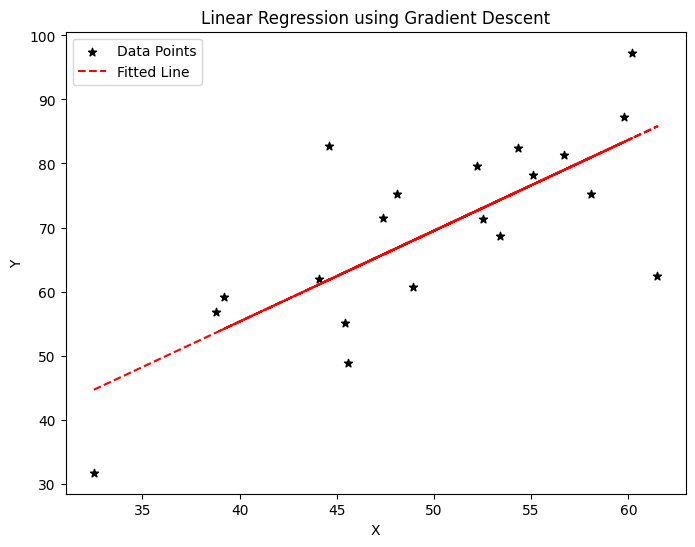 Linear Regression using Gradient Descent
Data Points
Fitted Line
100
90
80
70
60
50
40
30
Y
35
40
45
50
55
60
X